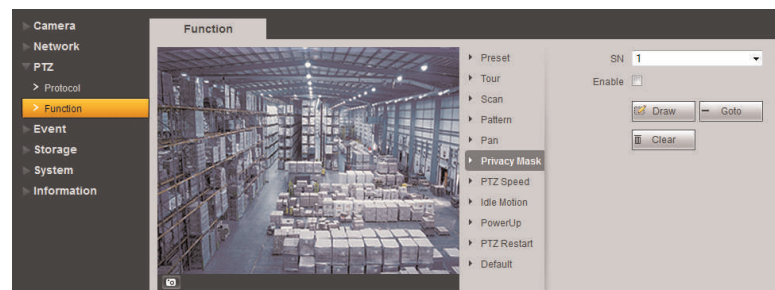 Camera
Network
PTZ
> Protocol
> Function
Event
Storage
System
Information
Function
Preset
Tour
Scan
Pattern
Pan
Privacy Mask
PTZ Speed
Idle Motion
PowerUp
PTZ Restart
Default
SN 1
Enable
Draw Goto
Clear